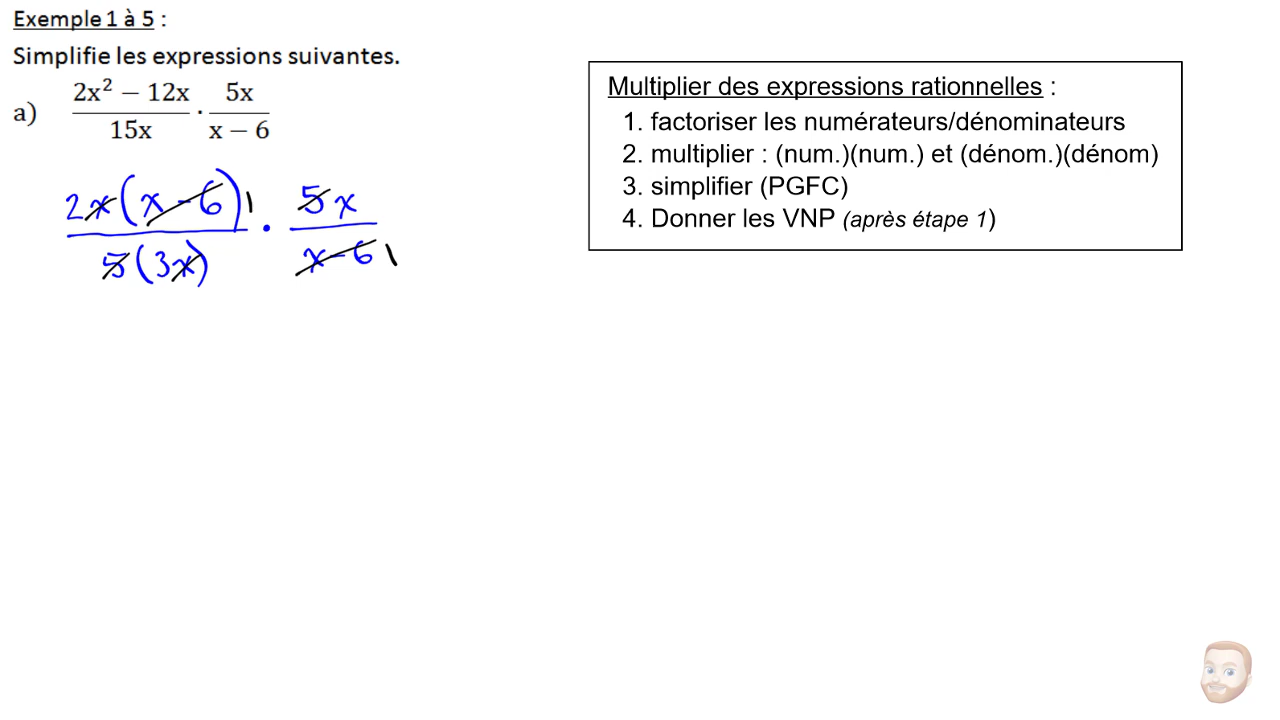 Exemple 1 à 5 :
Simplifie les expressions suivantes.
a) (2x² − 12x)/(15x) · (5x)/(x − 6)
(2x(x-6) 1)/(5(3x)) · (5x)/(x-6 1)
Multiplier des expressions rationnelles :
1. factoriser les numérateurs/dénominateurs
2. multiplier : (num.)(num.) et (dénom.)(dénom)
3. simplifier (PGFC)
4. Donner les VNP (après étape 1)